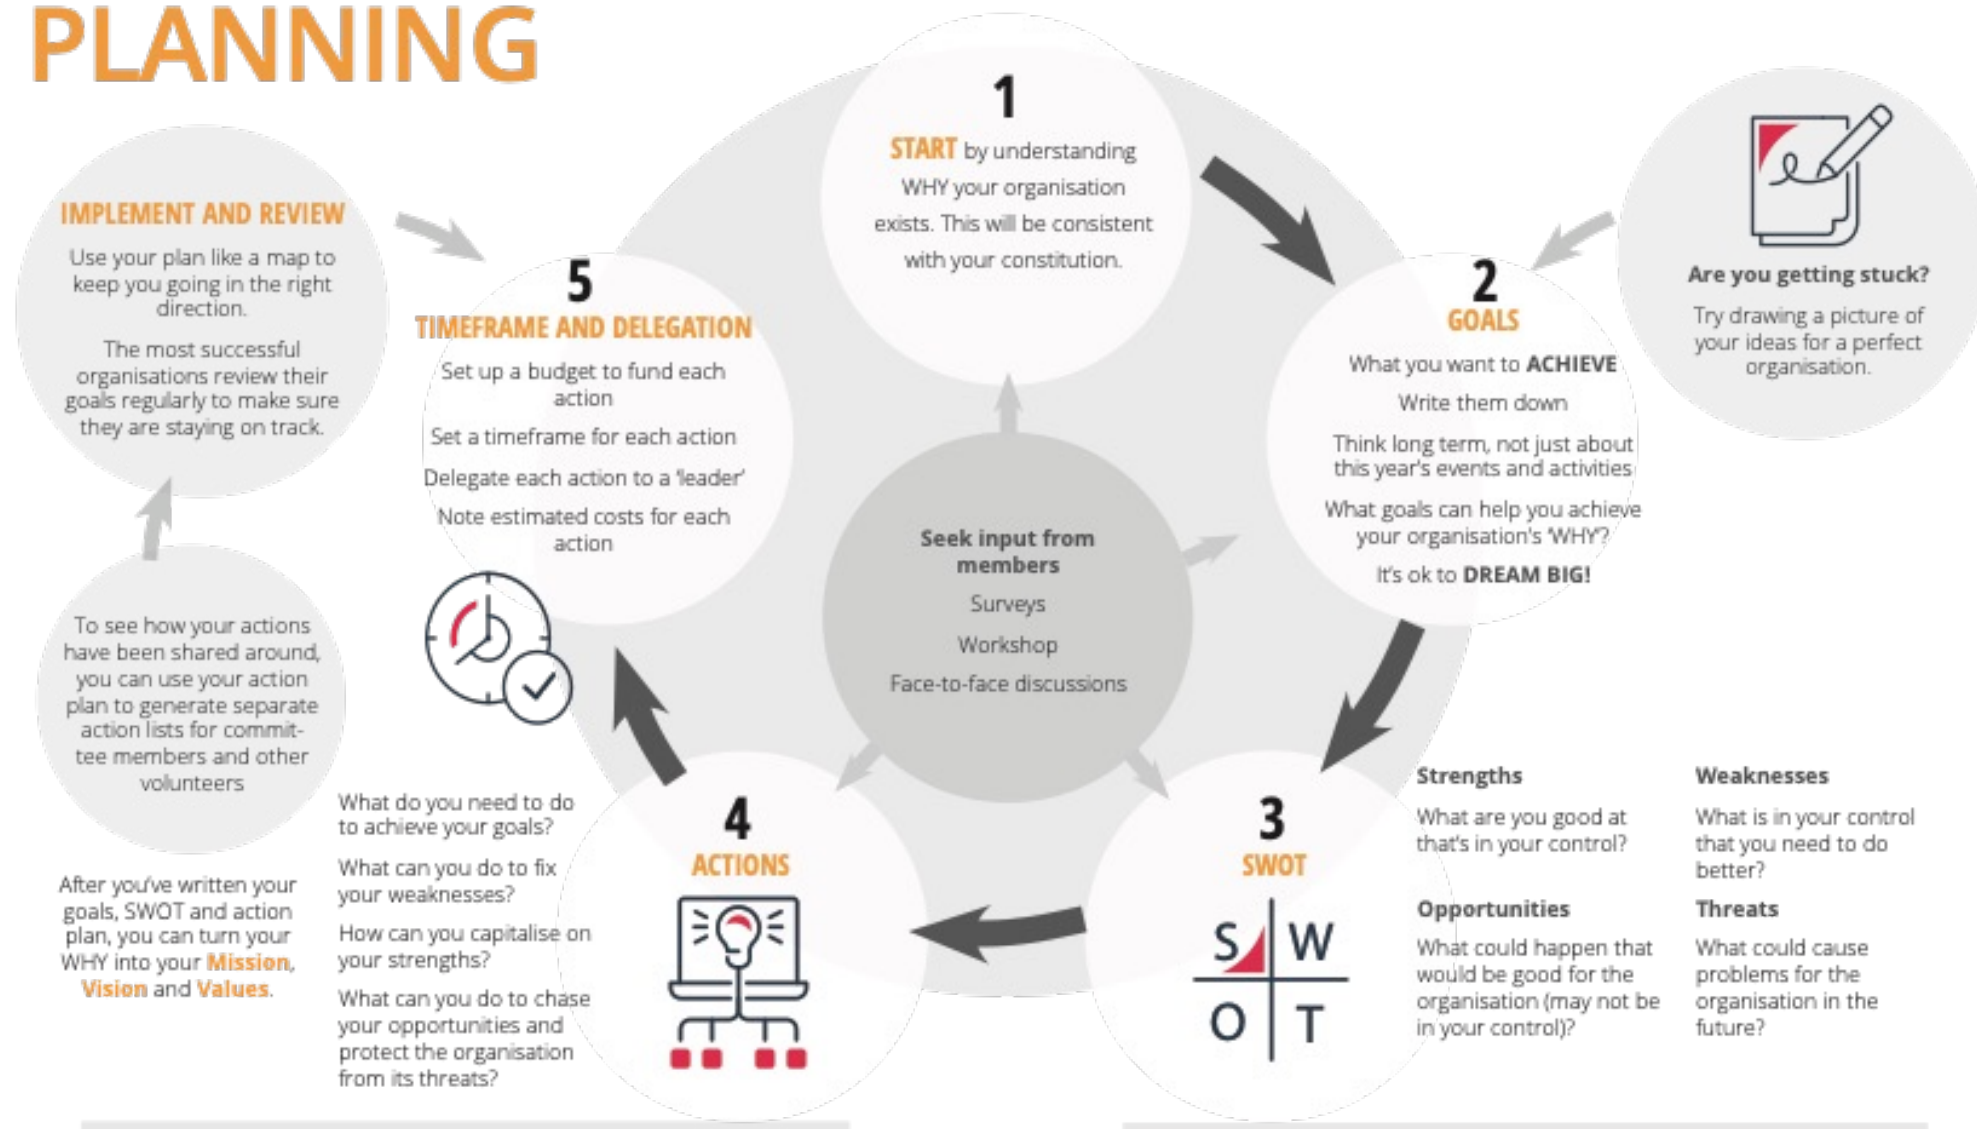 PLANNING
1
START by understanding
WHY your organisation
exists. This will be consistent
with your constitution.
2
GOALS
What you want to ACHIEVE
Write them down
Think long term, not just about
this year's events and activities
What goals can help you achieve
your organisation's 'WHY'?
It's ok to DREAM BIG!
Are you getting stuck?
Try drawing a picture of
your ideas for a perfect
organisation.
3
SWOT
S W
O T
Strengths
What are you good at
that's in your control?
Weaknesses
What is in your control
that you need to do
better?
Opportunities
What could happen that
would be good for the
organisation (may not be
in your control)?
Threats
What could cause
problems for the
organisation in the
future?
4
ACTIONS
What do you need to do
to achieve your goals?
What can you do to fix
your weaknesses?
How can you capitalise on
your strengths?
What can you do to chase
your opportunities and
protect the organisation
from its threats?
5
TIMEFRAME AND DELEGATION
Set up a budget to fund each
action
Set a timeframe for each action
Delegate each action to a 'leader'
Note estimated costs for each
action
Seek input from
members
Surveys
Workshop
Face-to-face discussions
IMPLEMENT AND REVIEW
Use your plan like a map to
keep you going in the right
direction.
The most successful
organisations review their
goals regularly to make sure
they are staying on track.
To see how your actions
have been shared around,
you can use your action
plan to generate separate
action lists for commit-
tee members and other
volunteers
After you've written your
goals, SWOT and action
plan, you can turn your
WHY into your Mission,
Vision and Values.